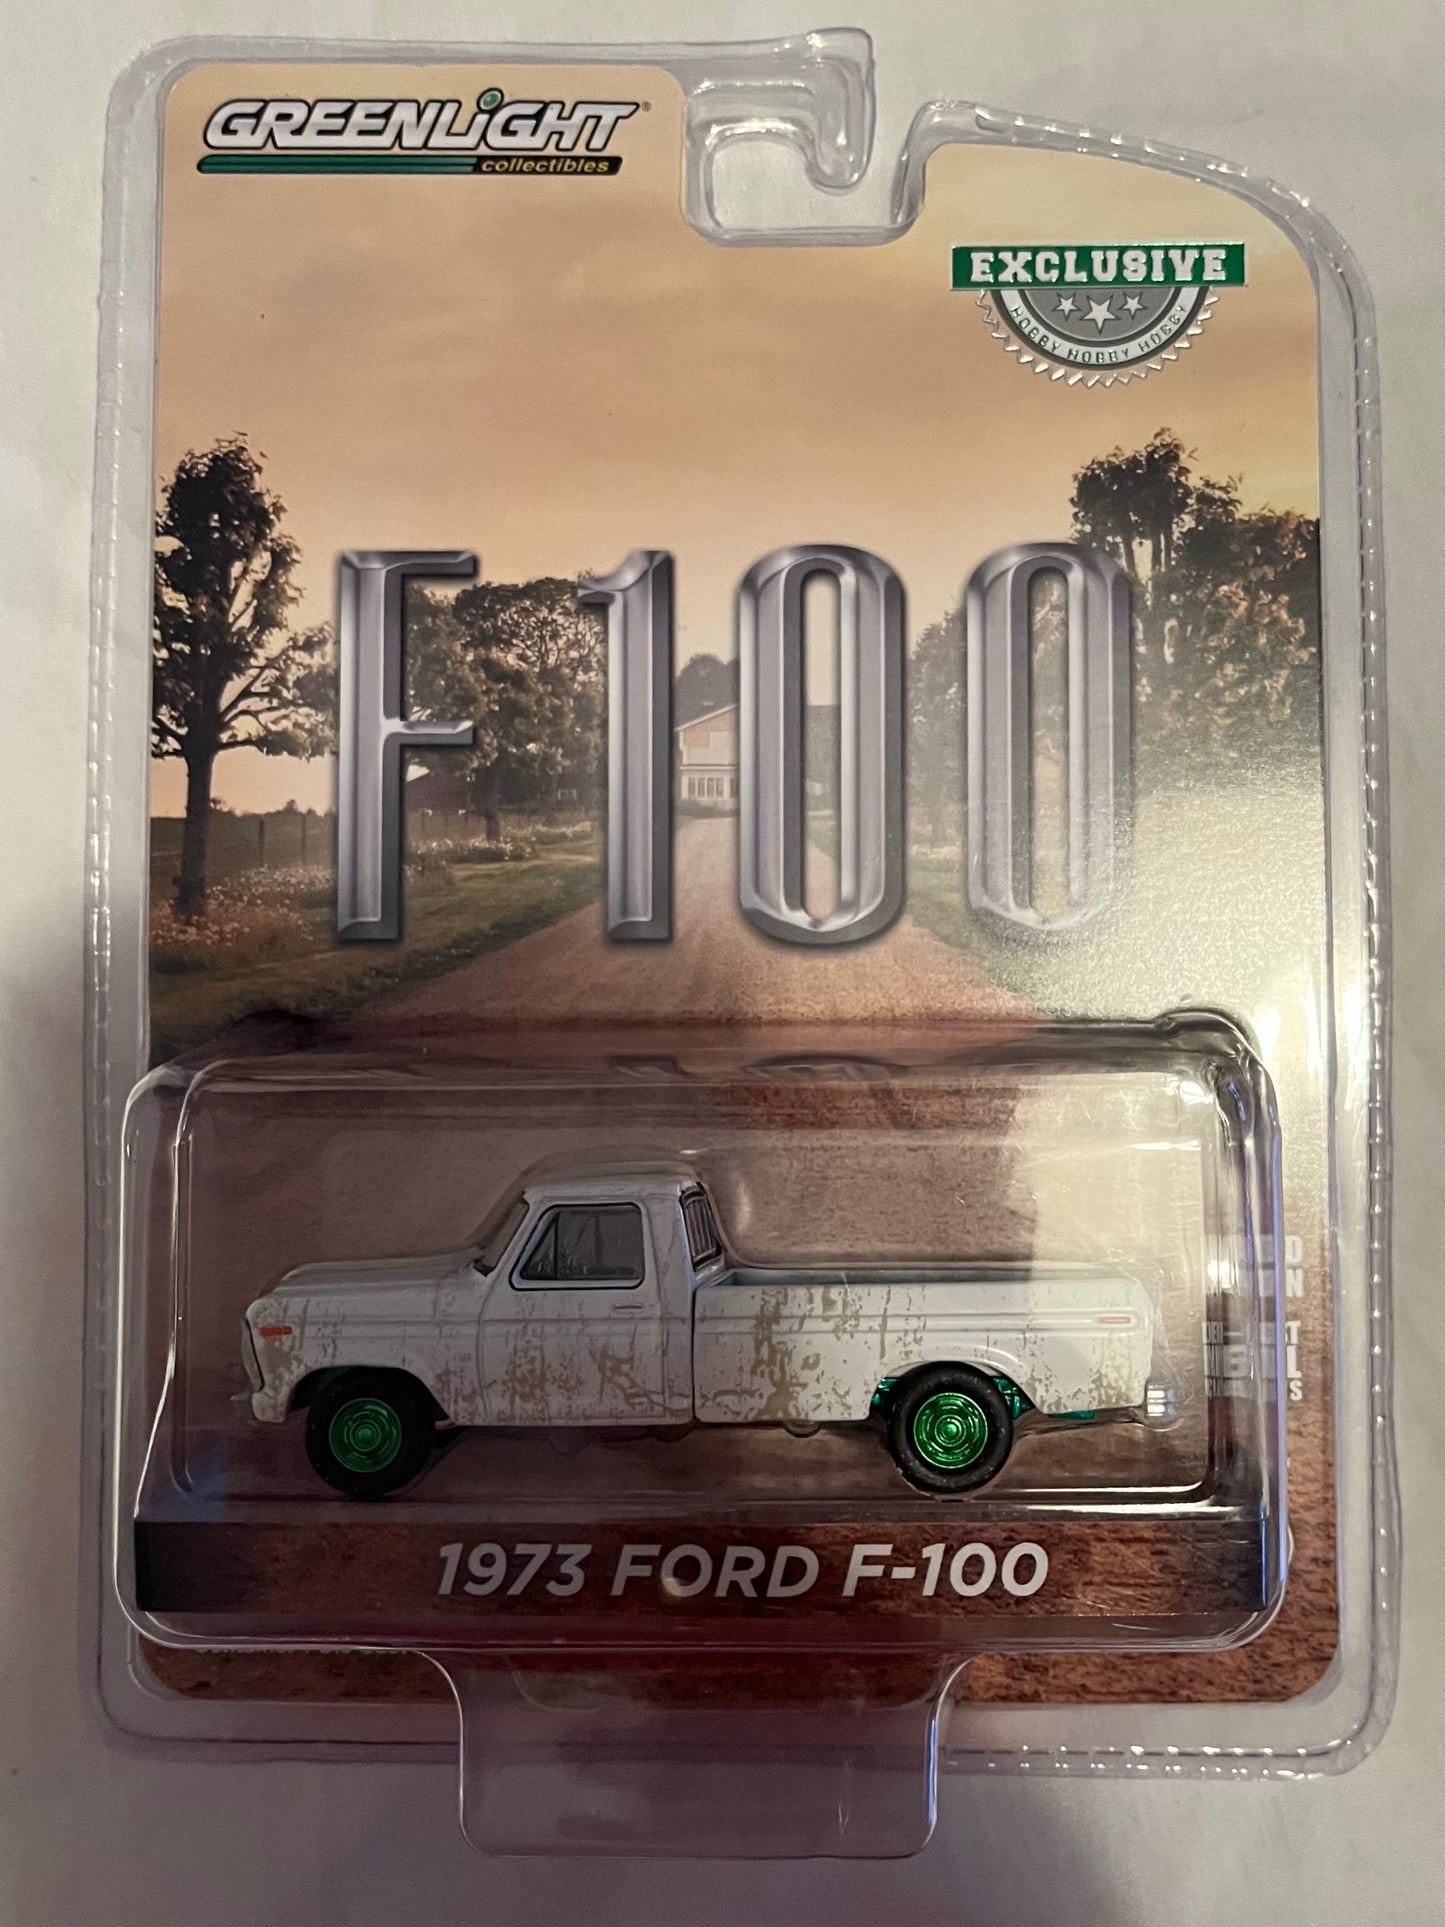 GREENLiGHT®
collectibles
EXCLUSIVE
HOBBY HOBBY HOBBY
F100
1973 FORD F-100